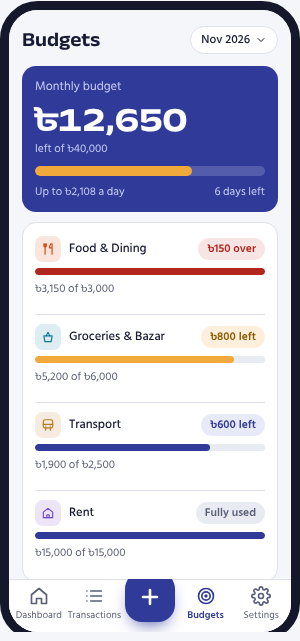 Budgets
Nov 2026
Monthly budget
৳12,650
left of ৳40,000
Up to ৳2,108 a day
6 days left
Food & Dining
৳150 over
৳3,150 of ৳3,000
Groceries & Bazar
৳800 left
৳5,200 of ৳6,000
Transport
৳600 left
৳1,900 of ৳2,500
Rent
Fully used
৳15,000 of ৳15,000
Dashboard
Transactions
Budgets
Settings